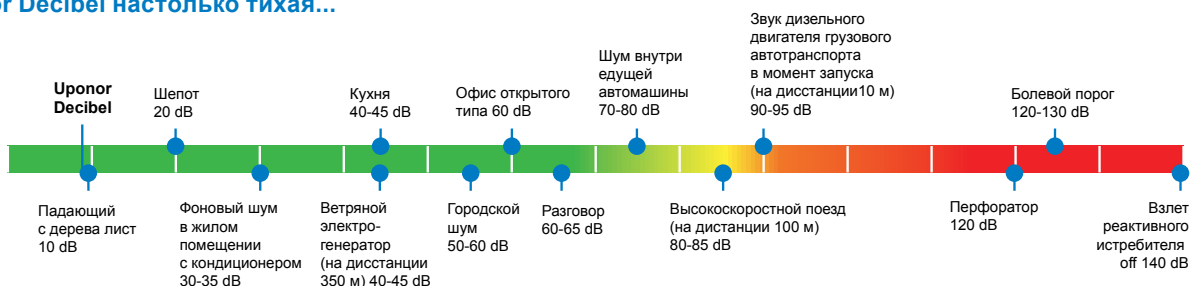 or Decibel настолько тихая...
Uponor
Decibel
Шепот
20 dB
Кухня
40-45 dB
Офис открытого
типа 60 dB
Шум внутри
едущей
автомашины
70-80 dB
Звук дизельного
двигателя грузового
автотранспорта
в момент запуска
(на дисстанции10 м)
90-95 dB
Болевой порог
120-130 dB
Падающий
с дерева лист
10 dB
Фоновый шум
в жилом
помещении
с кондиционером
30-35 dB
Ветряной
электро-
генератор
(на дисстанции
350 м) 40-45 dB
Городской
шум
50-60 dB
Разговор
60-65 dB
Высокоскоростной поезд
(на дистанции 100 м)
80-85 dB
Перфоратор
120 dB
Взлет
реактивного
истребителя
off 140 dB